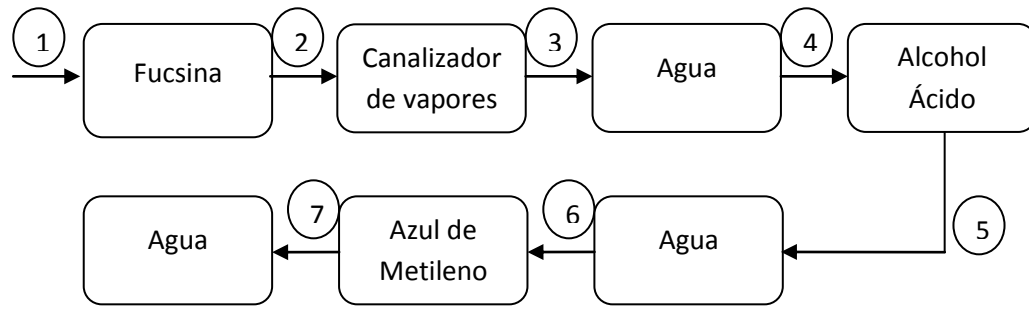 1
Fucsina
2
Canalizador
de vapores
3
Agua
4
Alcohol
Ácido
5
Agua
6
Azul de
Metileno
7
Agua